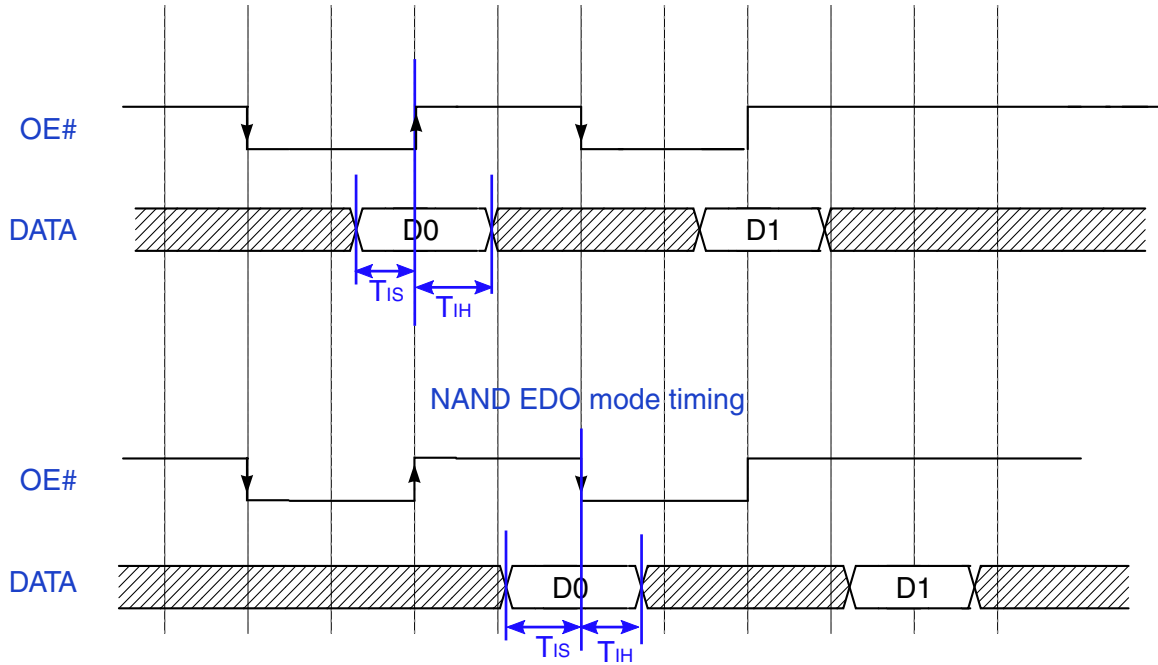 OE#
DATA D0 D1
TIS TIH
NAND EDO mode timing
OE#
DATA D0 D1
TIS TIH